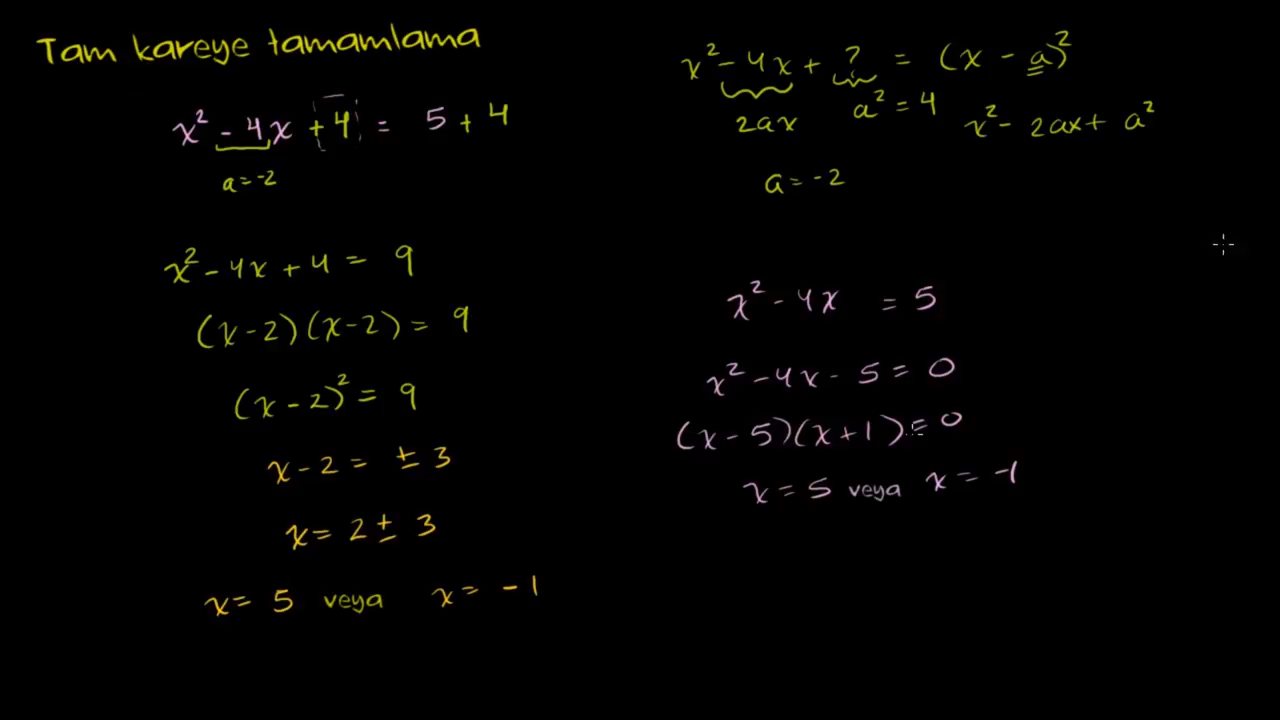 Tam kareye tamamlama
x² - 4x + 4 = 5 + 4
a = -2
x² - 4x + 4 = 9
(x - 2)(x - 2) = 9
(x - 2)² = 9
x - 2 = ± 3
x = 2 ± 3
x = 5 veya x = -1
x² - 4x + ? = (x - a)²
2ax a² = 4 x² - 2ax + a²
a = -2
x² - 4x = 5
x² - 4x - 5 = 0
(x - 5)(x + 1) = 0
x = 5 veya x = -1